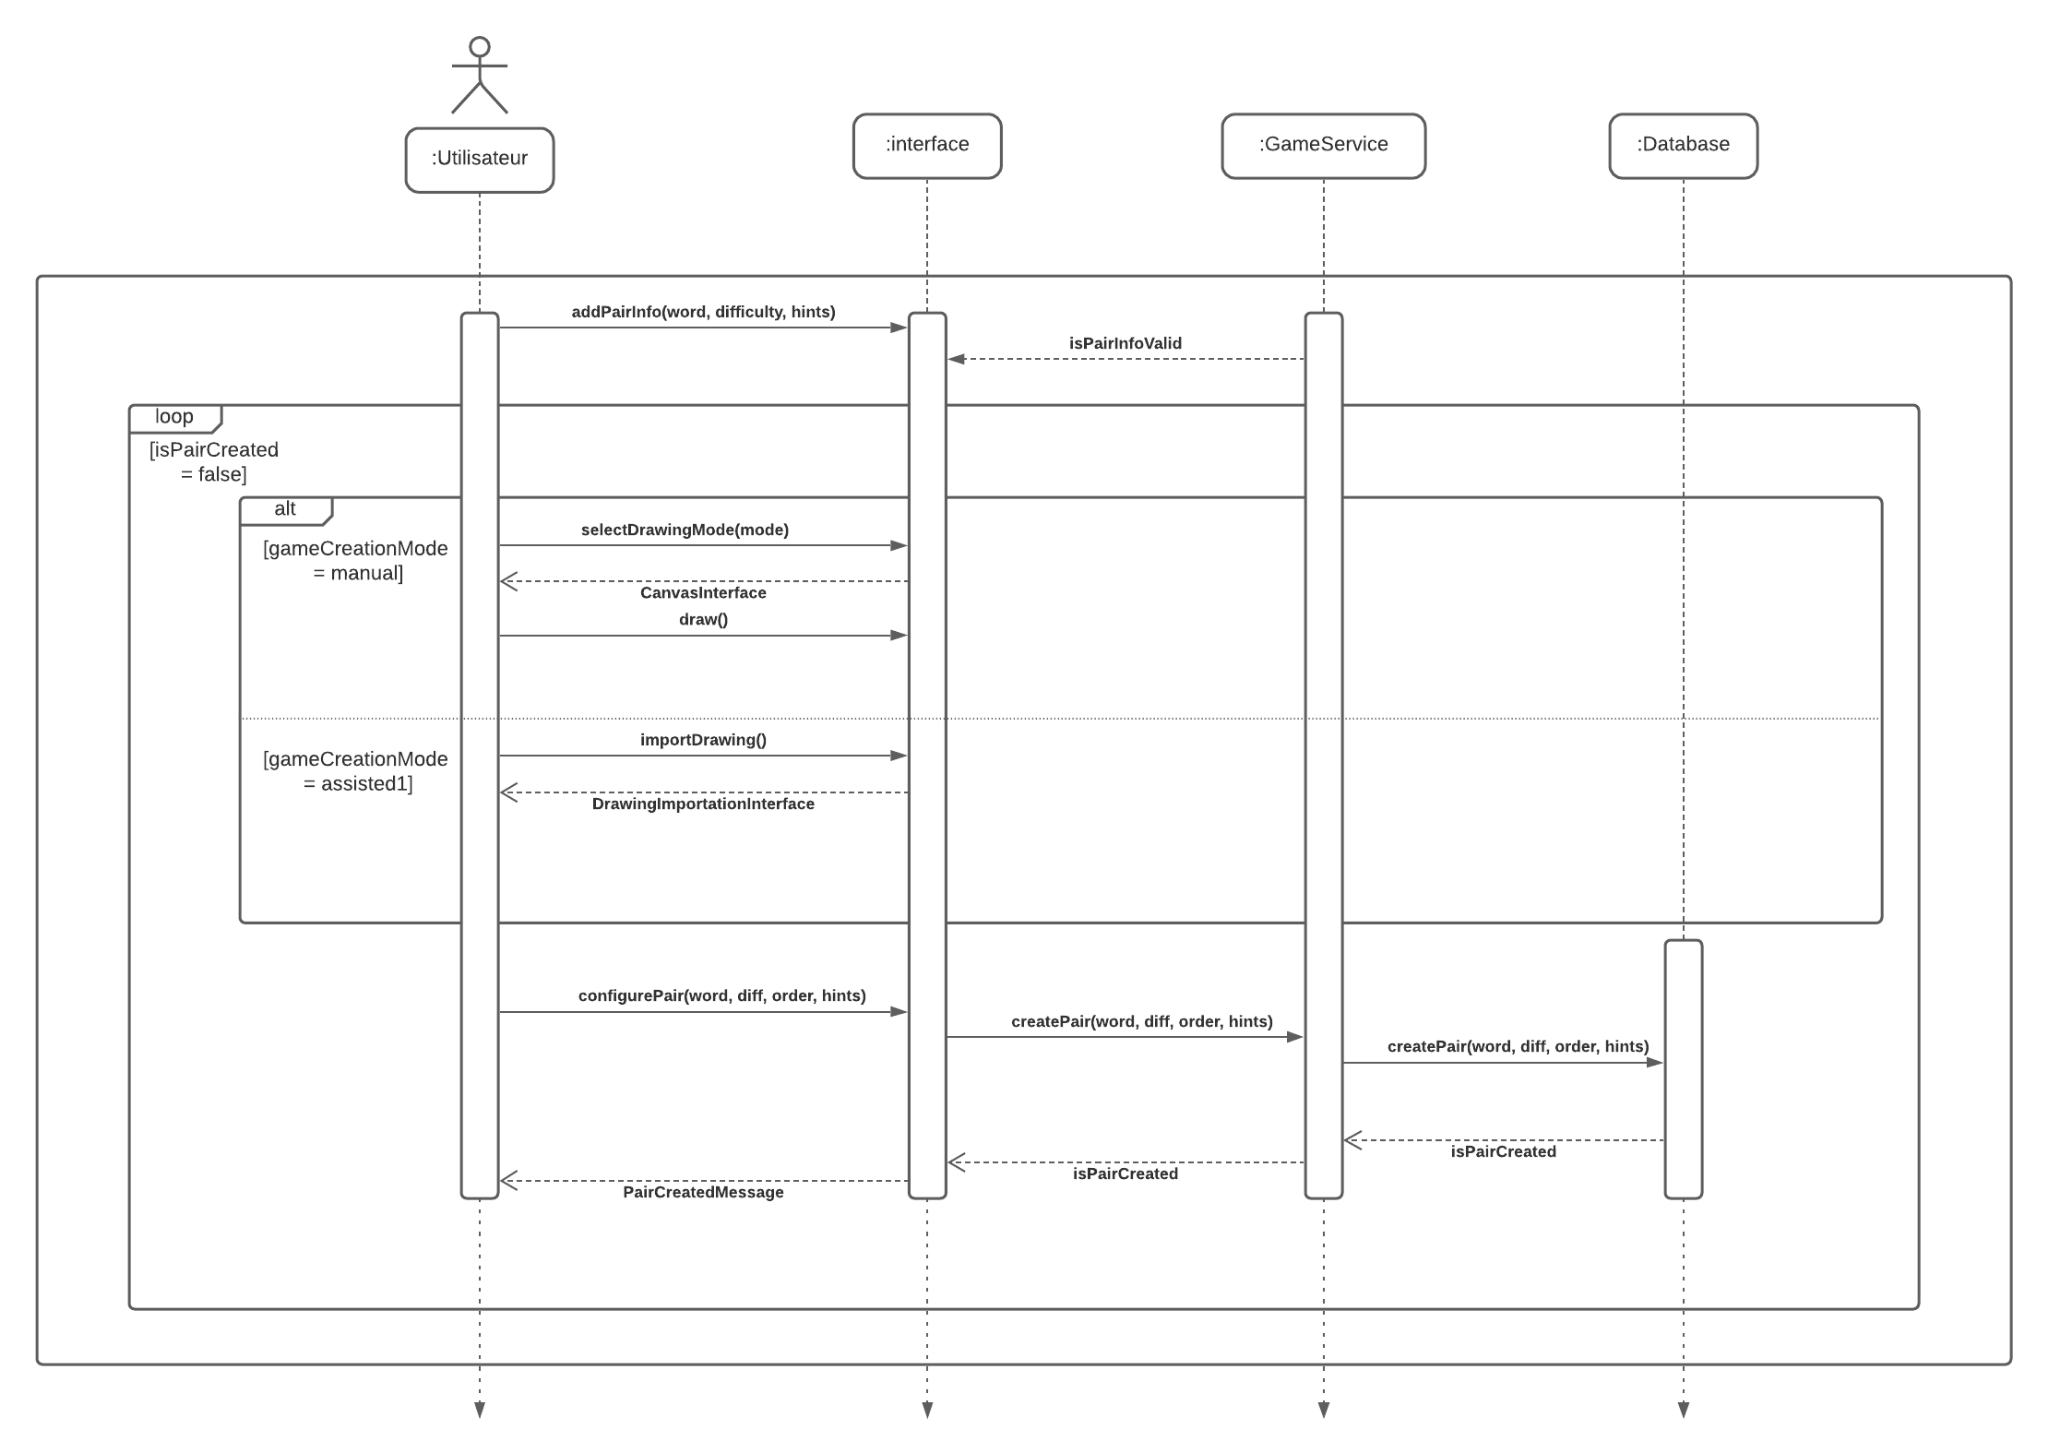 :Utilisateur
:interface
:GameService
:Database
addPairInfo(word, difficulty, hints)
isPairInfoValid
loop
[isPairCreated
= false]
alt
[gameCreationMode
= manual]
selectDrawingMode(mode)
CanvasInterface
draw()
[gameCreationMode
= assisted1]
importDrawing()
DrawingImportationInterface
configurePair(word, diff, order, hints)
createPair(word, diff, order, hints)
createPair(word, diff, order, hints)
isPairCreated
isPairCreated
PairCreatedMessage